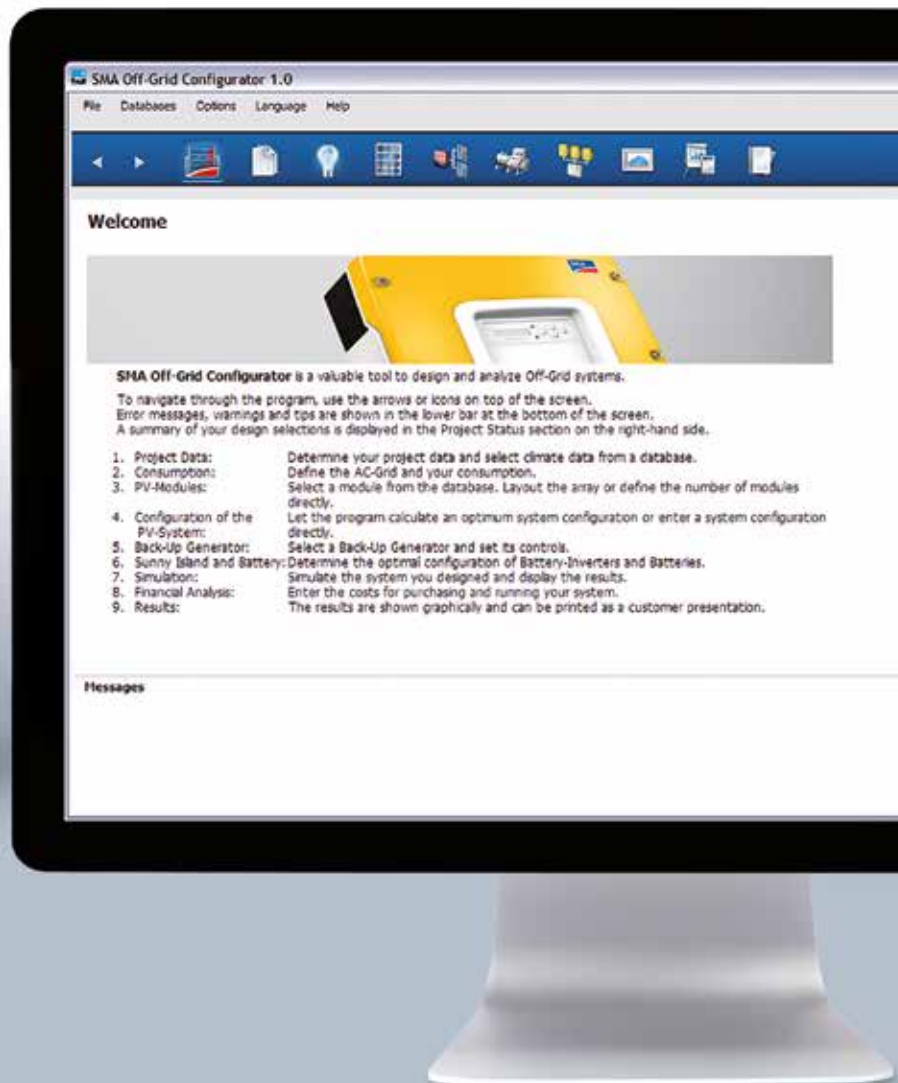 SMA Off-Grid Configurator 1.0
File Databases Options Language Help
Welcome
SMA
SMA Off-Grid Configurator is a valuable tool to design and analyze Off-Grid systems.
To navigate through the program, use the arrows or icons on top of the screen.
Error messages, warnings and tips are shown in the lower bar at the bottom of the screen.
A summary of your design selections is displayed in the Project Status section on the right-hand side.
1. Project Data: Determine your project data and select climate data from a database.
2. Consumption: Define the AC-Grid and your consumption.
3. PV-Modules: Select a module from the database. Layout the array or define the number of modules
directly.
4. Configuration of the Let the program calculate an optimum system configuration or enter a system configuration
PV-System: directly.
5. Back-Up Generator: Select a Back-Up Generator and set its controls.
6. Sunny Island and Battery: Determine the optimal configuration of Battery-Inverters and Batteries.
7. Simulation: Simulate the system you designed and display the results.
8. Financial Analysis: Enter the costs for purchasing and running your system.
9. Results: The results are shown graphically and can be printed as a customer presentation.
Messages